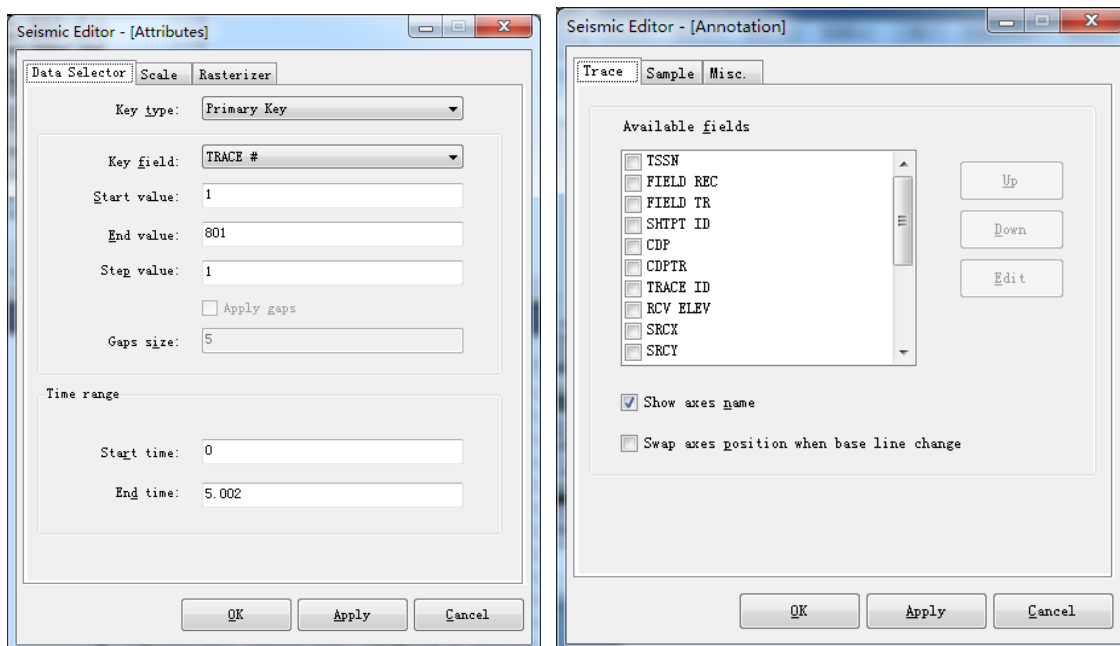 Seismic Editor - [Attributes]
Data Selector Scale Rasterizer
Key type: Primary Key
Key field: TRACE #
Start value: 1
End value: 801
Step value: 1
Apply gaps
Gaps size: 5
Time range
Start time: 0
End time: 5.002
OK Apply Cancel
Seismic Editor - [Annotation]
Trace Sample Misc.
Available fields
TSSN
FIELD REC
FIELD TR
SHTPT ID
CDP
CDPTR
TRACE ID
RCV ELEV
SRCX
SRCY
Up
Down
Edit
Show axes name
Swap axes position when base line change
OK Apply Cancel